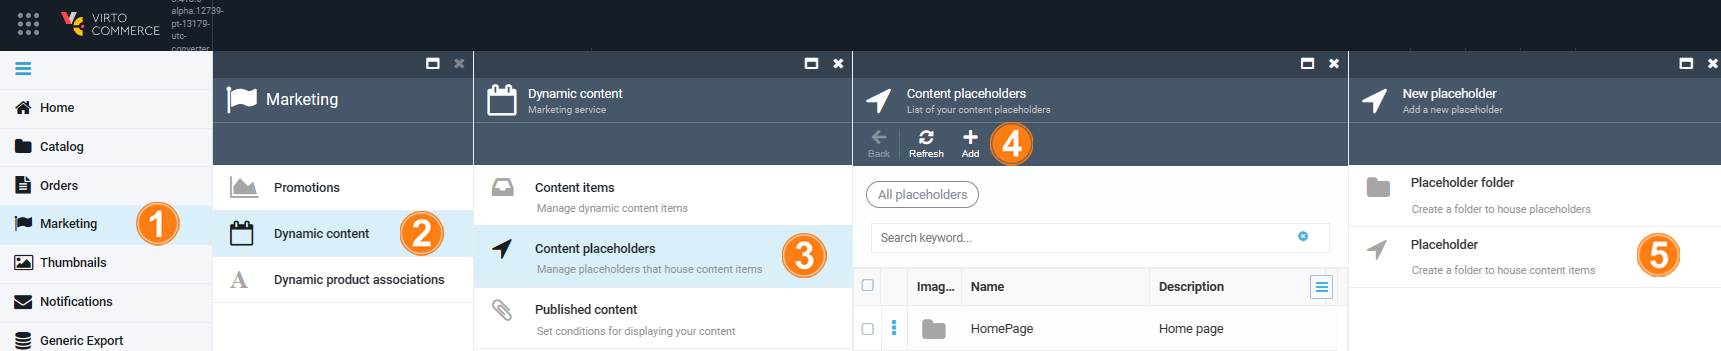 3.413.0-
alpha.12739-
pt-13179-
utc-
converter
VIRTO
COMMERCE
Home
Catalog
Orders
Marketing
1
Thumbnails
Notifications
Generic Export
Marketing
Promotions
Dynamic content
2
Dynamic product associations
Dynamic content
Marketing service
Content items
Manage dynamic content items
Content placeholders
Manage placeholders that house content items
3
Published content
Set conditions for displaying your content
Content placeholders
List of your content placeholders
Back
Refresh
Add
4
All placeholders
Search keyword...
Imag... Name Description
HomePage Home page
New placeholder
Add a new placeholder
Placeholder folder
Create a folder to house placeholders
Placeholder
Create a folder to house content items
5